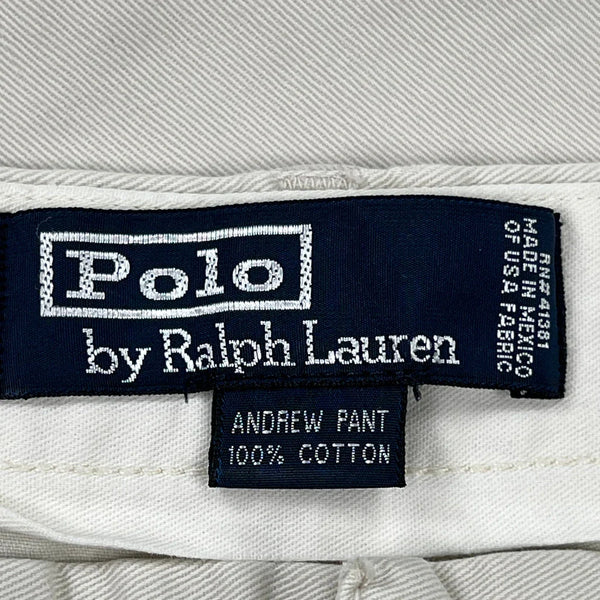 Polo
by Ralph Lauren
RN#41381
MADE IN MEXICO
OF USA FABRIC
ANDREW PANT
100% COTTON